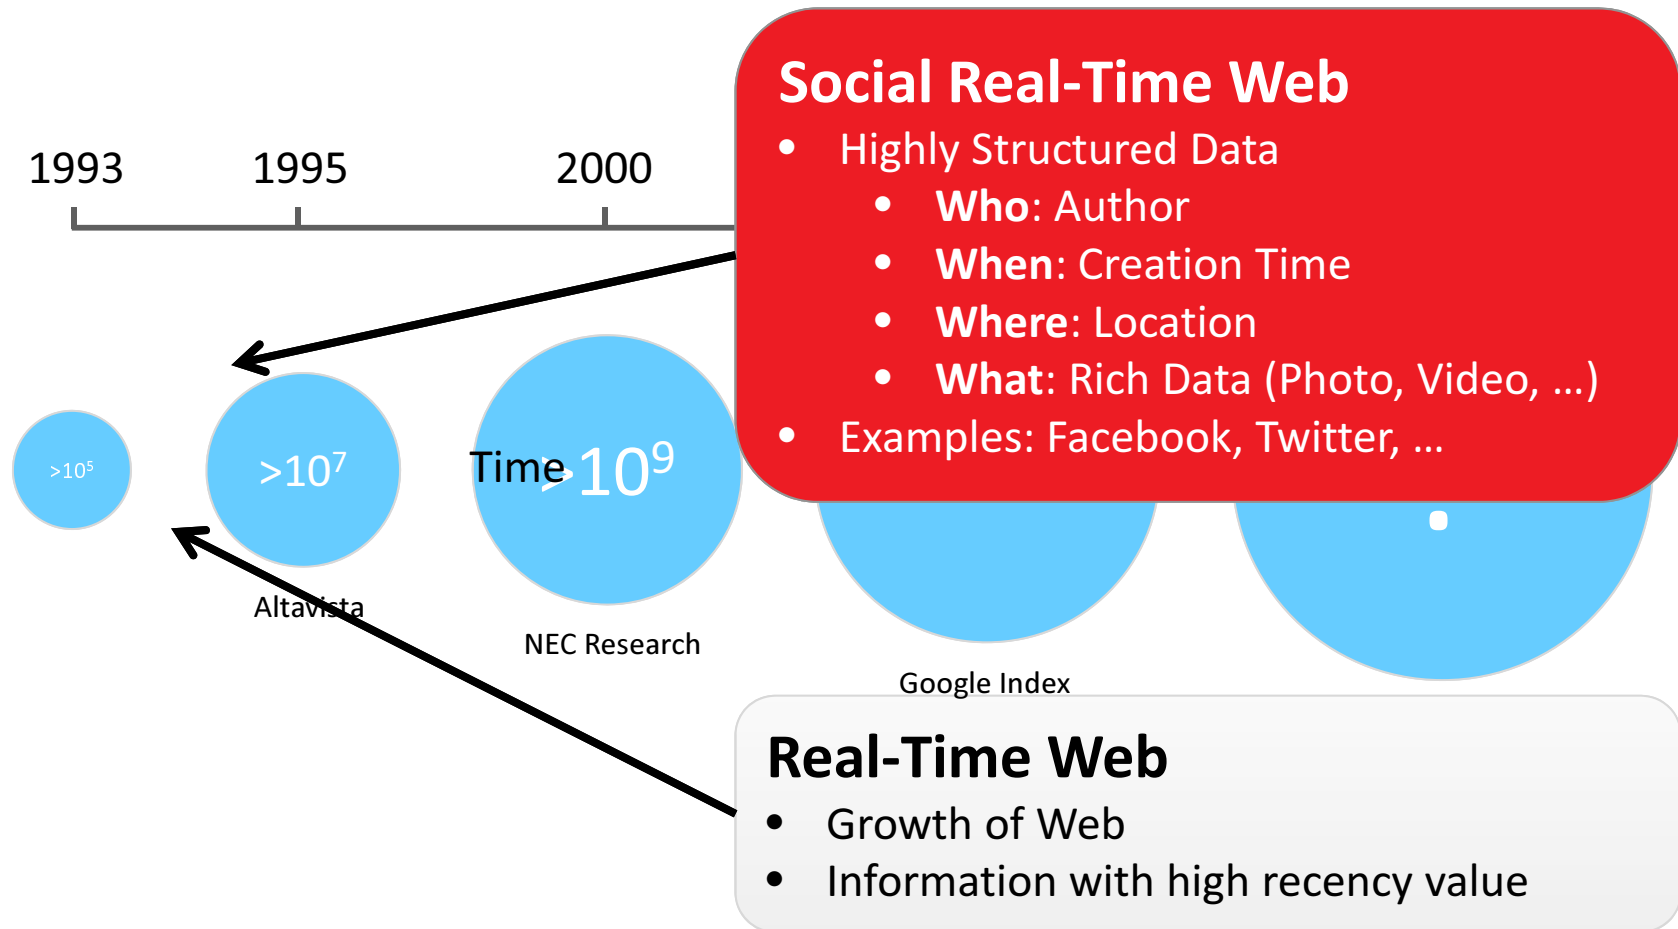 1993
1995
2000
Social Real-Time Web
• Highly Structured Data
• Who: Author
• When: Creation Time
• Where: Location
• What: Rich Data (Photo, Video, ...)
• Examples: Facebook, Twitter, ...
>10⁵
>10⁷
Time
>10⁹
Altavista
NEC Research
Google Index
Real-Time Web
• Growth of Web
• Information with high recency value